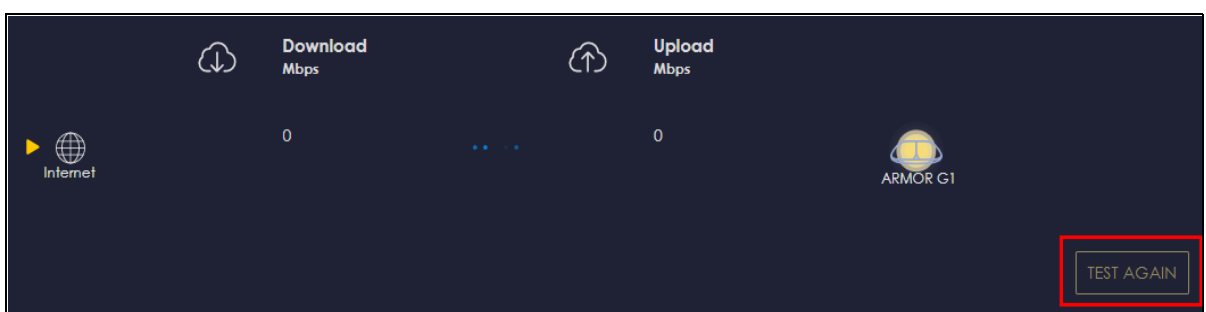 Download
Mbps
Upload
Mbps
0
0
Internet
ARMOR G1
TEST AGAIN